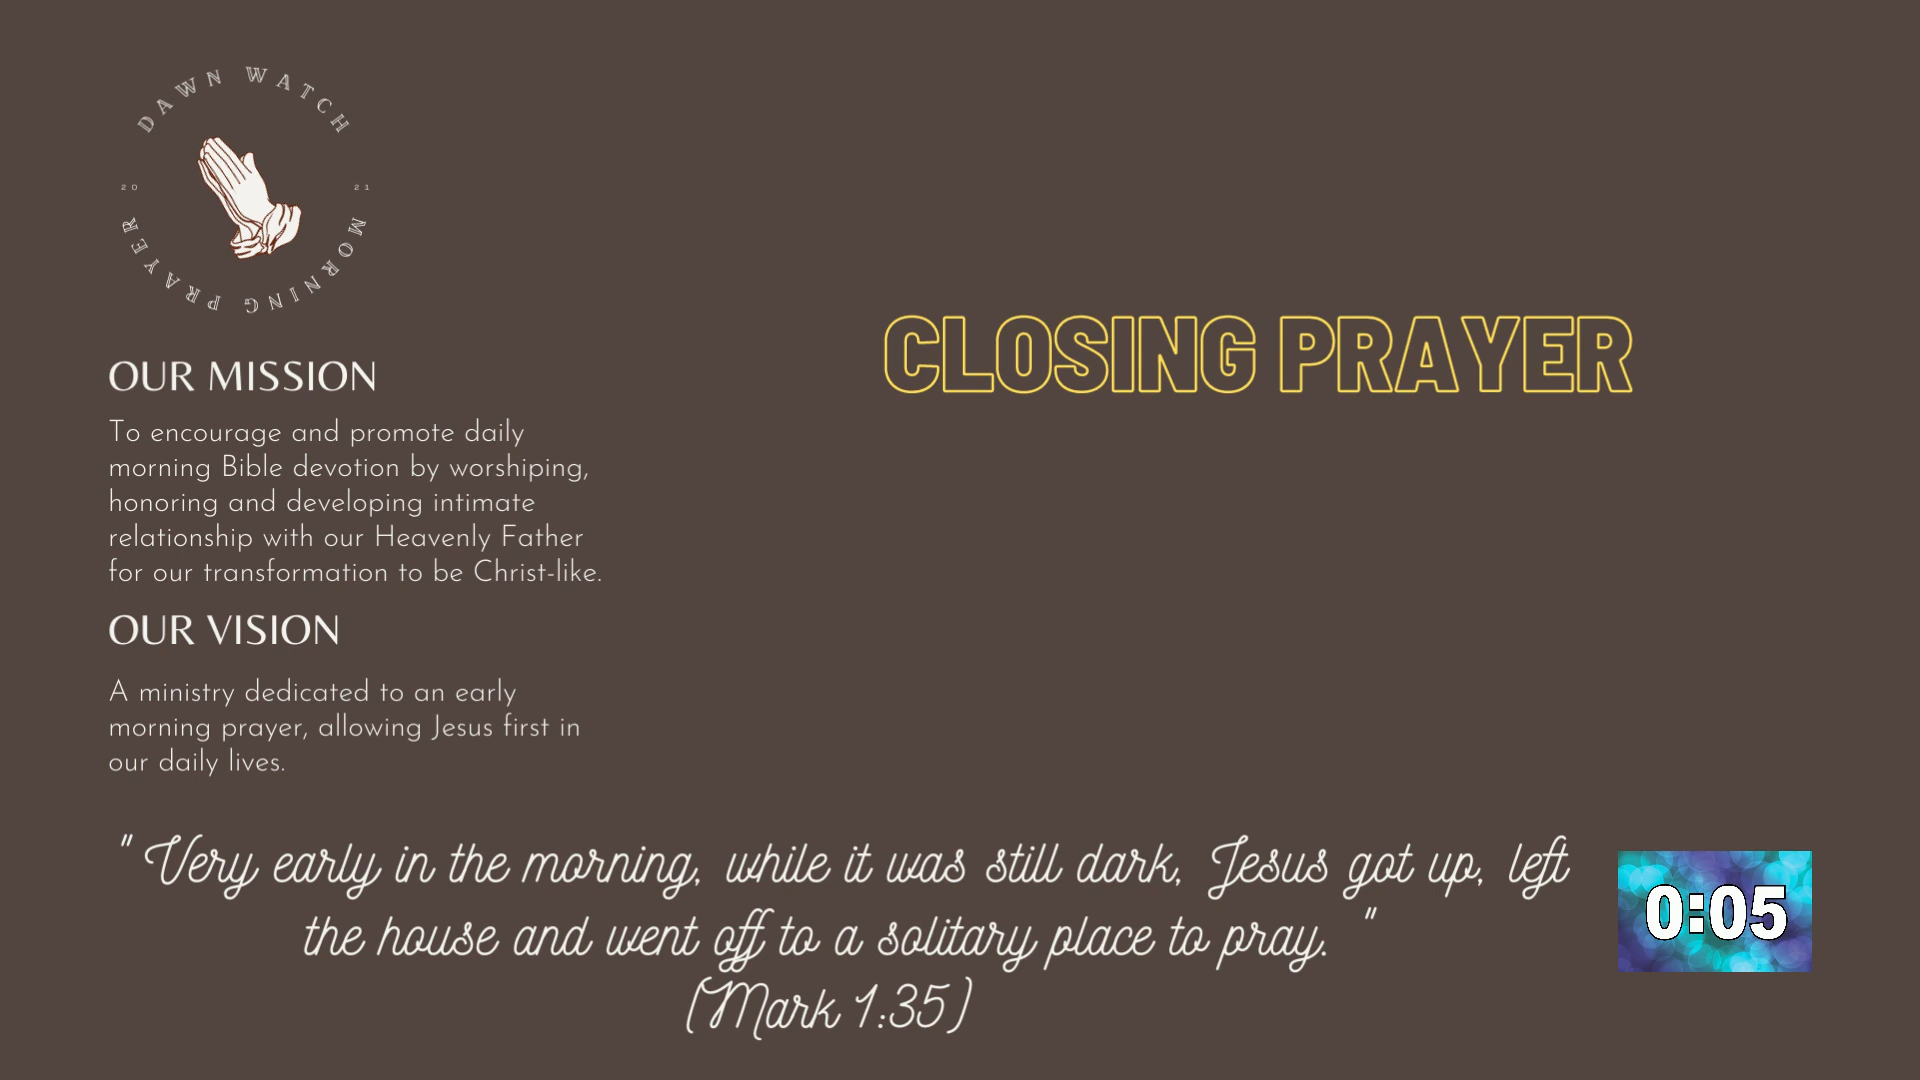 DAWN WATCH
20 21
MORNING PRAYER
OUR MISSION
To encourage and promote daily
morning Bible devotion by worshiping,
honoring and developing intimate
relationship with our Heavenly Father
for our transformation to be Christ-like.
OUR VISION
A ministry dedicated to an early
morning prayer, allowing Jesus first in
our daily lives.
CLOSING PRAYER
" Very early in the morning, while it was still dark, Jesus got up, left
the house and went off to a solitary place to pray. "
(Mark 1:35)
0:05